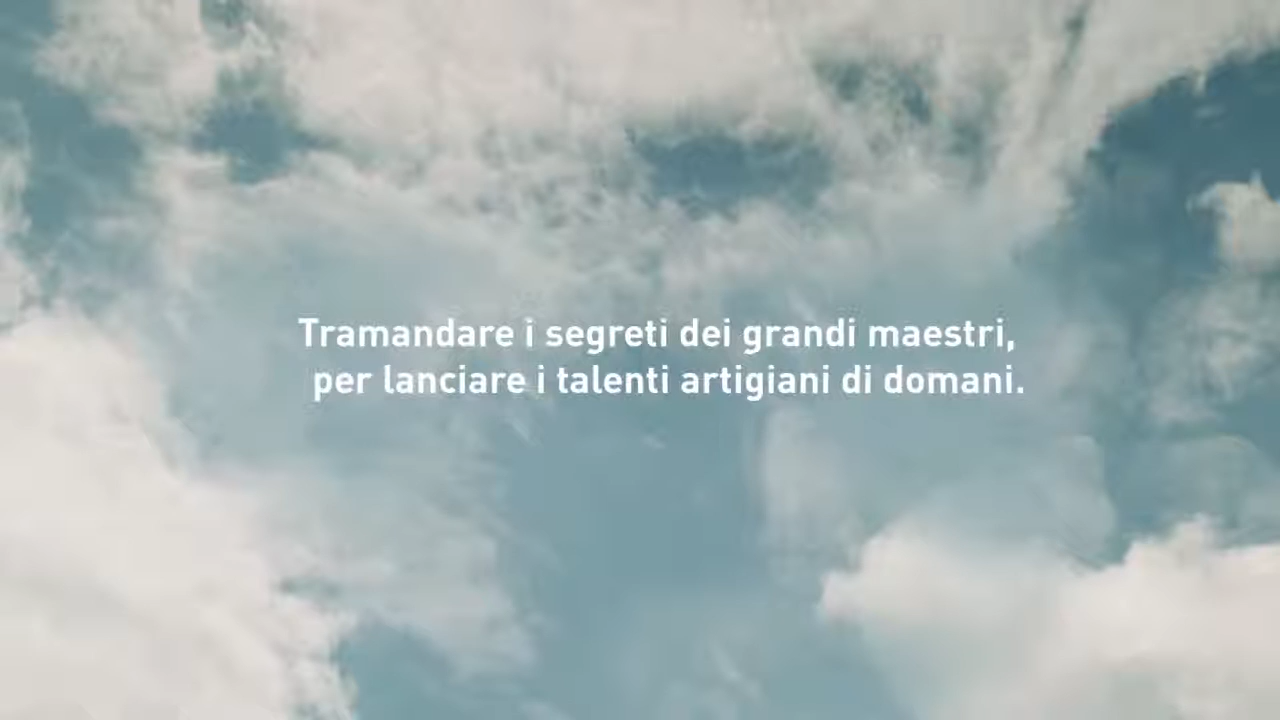 Tramandare i segreti dei grandi maestri,
per lanciare i talenti artigiani di domani.